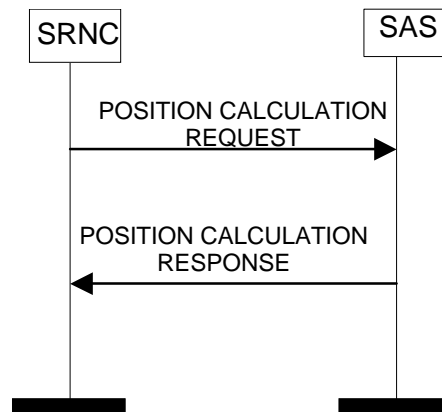 SRNC
SAS
POSITION CALCULATION
REQUEST
POSITION CALCULATION
RESPONSE